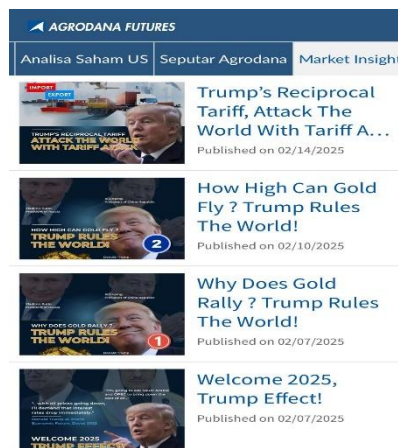 AGRODANA FUTURES
Analisa Saham US
Seputar Agrodana
Market Insight
IMPORT
EXPORT
TRUMP'S RECIPROCAL TARIFF
ATTACK THE WORLD
WITH TARIFF ATTACK
Trump's Reciprocal
Tariff, Attack The
World With Tariff A...
Published on 02/14/2025
HOW HIGH CAN GOLD FLY ?
TRUMP RULES
THE WORLD!
2
How High Can Gold
Fly ? Trump Rules
The World!
Published on 02/10/2025
WHY DOES GOLD RALLY ?
TRUMP RULES
THE WORLD!
1
Why Does Gold
Rally ? Trump Rules
The World!
Published on 02/07/2025
WELCOME 2025
TRUMP EFFECT!
Welcome 2025,
Trump Effect!
Published on 02/07/2025